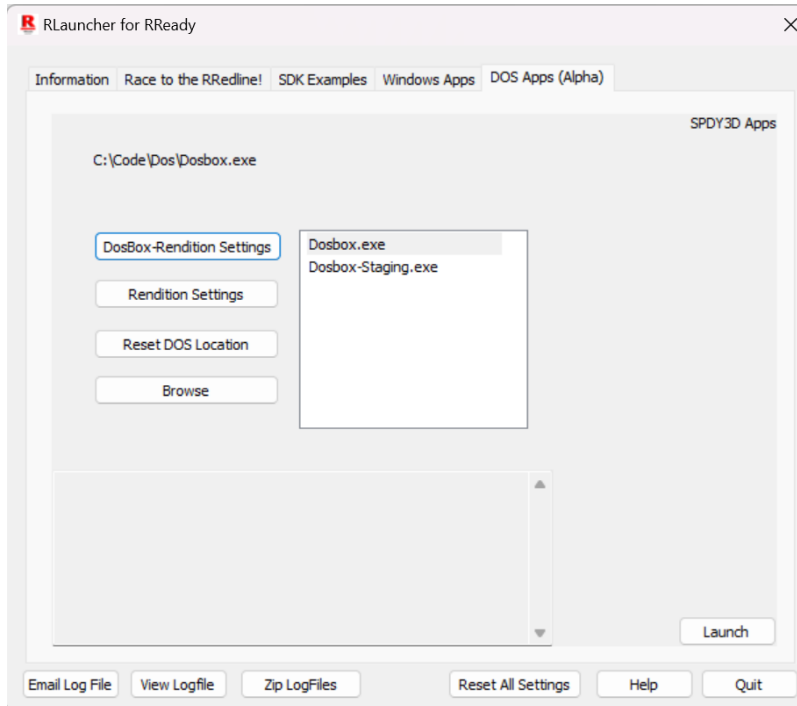 RLauncher for RReady
Information Race to the RRedline! SDK Examples Windows Apps DOS Apps (Alpha)
SPDY3D Apps
C:\Code\Dos\Dosbox.exe
DosBox-Rendition Settings
Rendition Settings
Reset DOS Location
Browse
Dosbox.exe
Dosbox-Staging.exe
Launch
Email Log File View Logfile Zip LogFiles Reset All Settings Help Quit